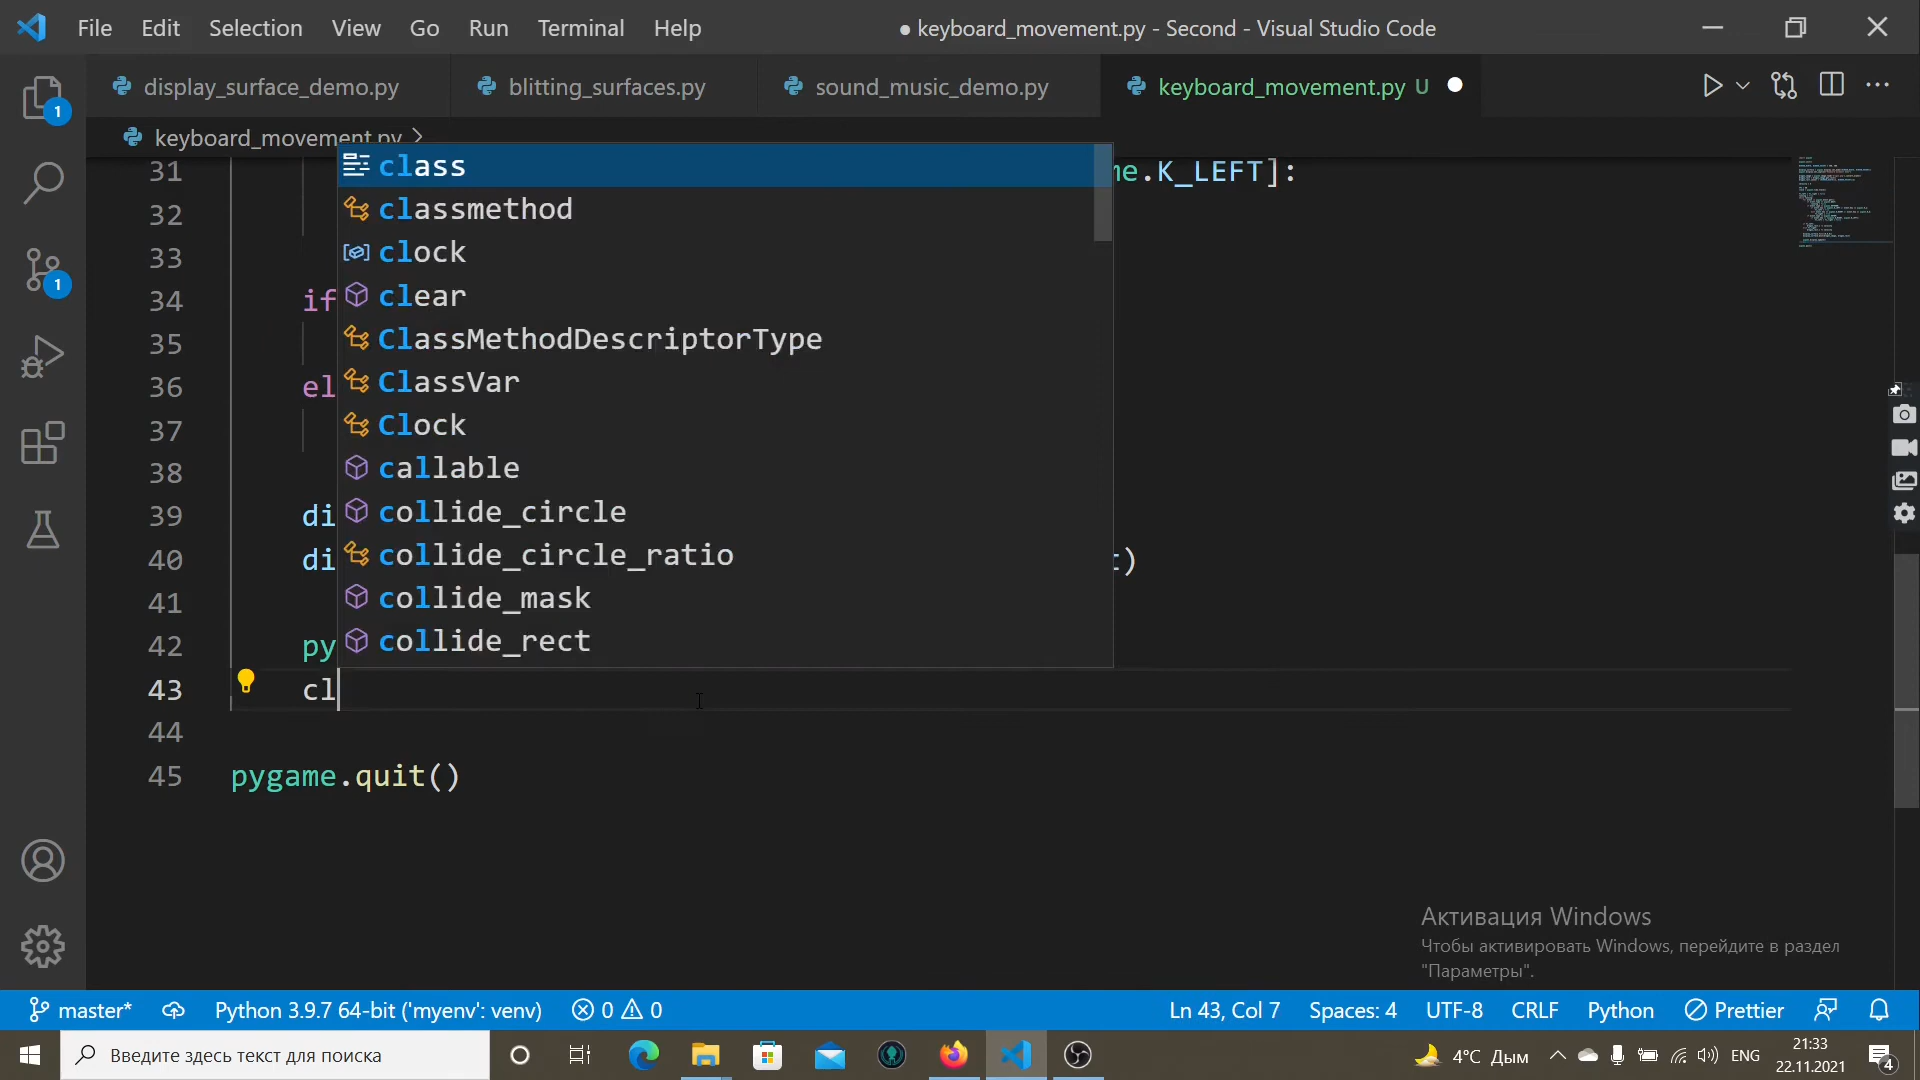 File Edit Selection View Go Run Terminal Help ● keyboard_movement.py - Second - Visual Studio Code
display_surface_demo.py blitting_surfaces.py sound_music_demo.py keyboard_movement.py U
keyboard_movement.py
1
31 me.K_LEFT]:
class
32
classmethod
33
clock
1
34 if
clear
35
ClassMethodDescriptorType
36 el
ClassVar
37
Clock
38
callable
39 di
collide_circle
40 di t)
collide_circle_ratio
41
collide_mask
42 py
collide_rect
43 cl
44
45 pygame.quit()
Активация Windows
Чтобы активировать Windows, перейдите в раздел
"Параметры".
master* Python 3.9.7 64-bit ('myenv': venv) 0 0 Ln 43, Col 7 Spaces: 4 UTF-8 CRLF Python Prettier
Введите здесь текст для поиска 4°C Дым ENG 21:33
22.11.2021 4